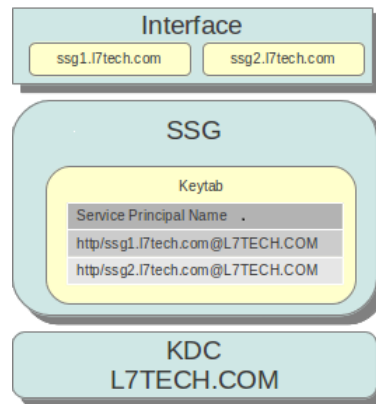 Interface
ssg1.l7tech.com ssg2.l7tech.com
SSG
Keytab
Service Principal Name .
http/ssg1.l7tech.com@L7TECH.COM
http/ssg2.l7tech.com@L7TECH.COM
KDC
L7TECH.COM